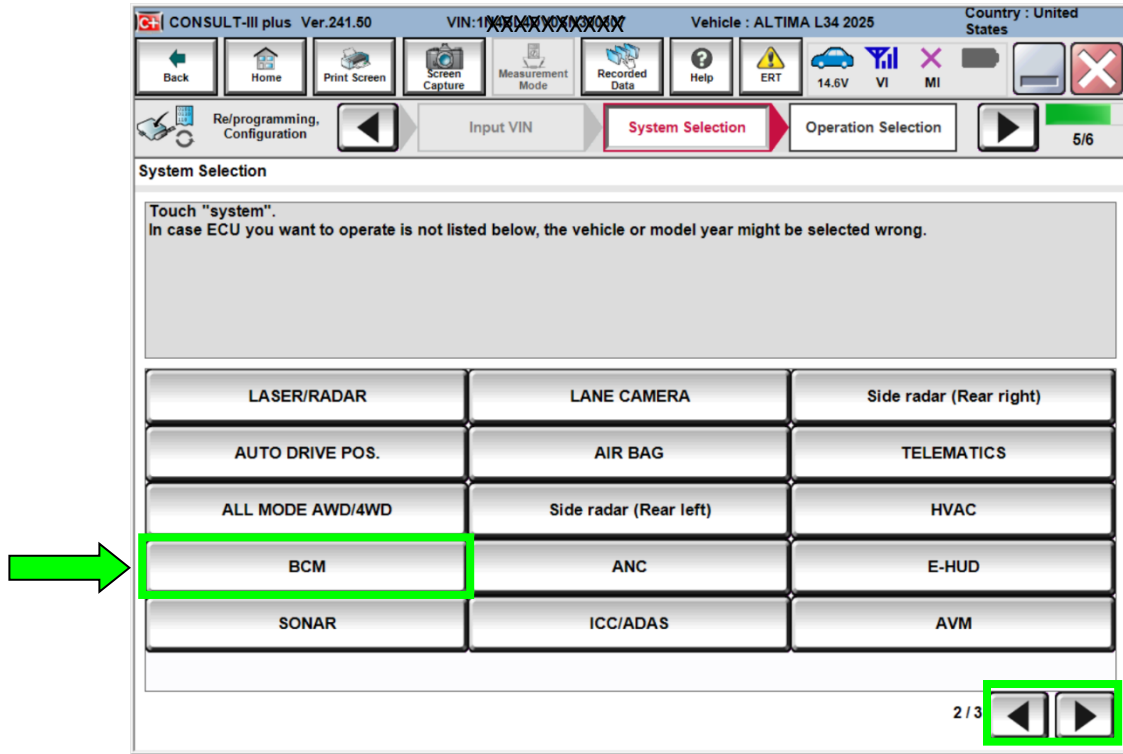 C+ CONSULT-III plus Ver.241.50 VIN: Vehicle : ALTIMA L34 2025 Country : United States
Back Home Print Screen Screen Capture Measurement Mode Recorded Data Help ERT 14.6V VI MI
Re/programming, Configuration Input VIN System Selection Operation Selection 5/6
System Selection
Touch "system".
In case ECU you want to operate is not listed below, the vehicle or model year might be selected wrong.
LASER/RADAR LANE CAMERA Side radar (Rear right)
AUTO DRIVE POS. AIR BAG TELEMATICS
ALL MODE AWD/4WD Side radar (Rear left) HVAC
BCM ANC E-HUD
SONAR ICC/ADAS AVM
2/3